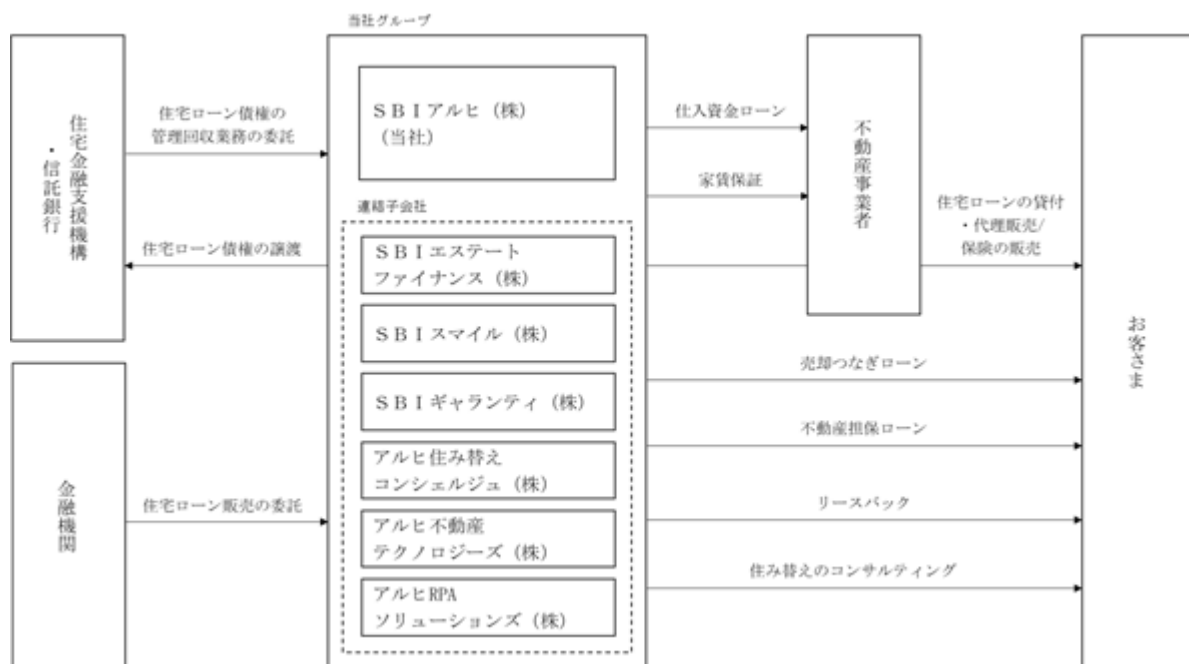 当社グループ
住宅金融支援機構
・信託銀行
金融機関
住宅ローン債権の
管理回収業務の委託
住宅ローン債権の譲渡
住宅ローン販売の委託
ＳＢＩアルヒ（株）
（当社）
連結子会社
ＳＢＩエステート
ファイナンス（株）
ＳＢＩスマイル（株）
ＳＢＩギャランティ（株）
アルヒ住み替え
コンシェルジュ（株）
アルヒ不動産
テクノロジーズ（株）
アルヒRPA
ソリューションズ（株）
仕入資金ローン
家賃保証
不動産事業者
住宅ローンの貸付
・代理販売/
保険の販売
売却つなぎローン
不動産担保ローン
リースバック
住み替えのコンサルティング
お客さま